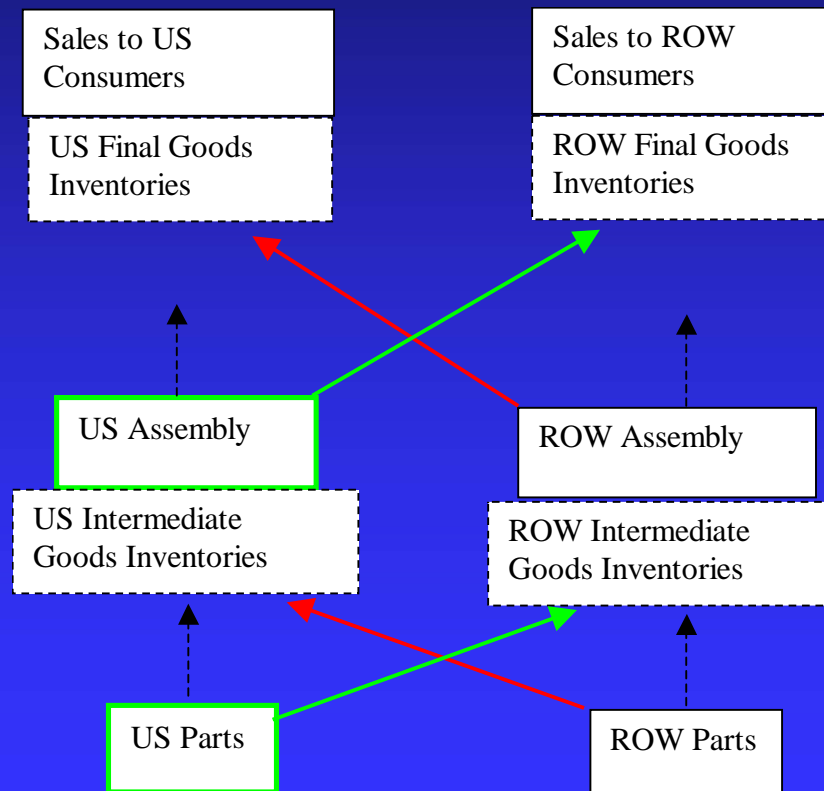 Sales to US
Consumers
Sales to ROW
Consumers
US Final Goods
Inventories
ROW Final Goods
Inventories
US Assembly
ROW Assembly
US Intermediate
Goods Inventories
ROW Intermediate
Goods Inventories
US Parts
ROW Parts